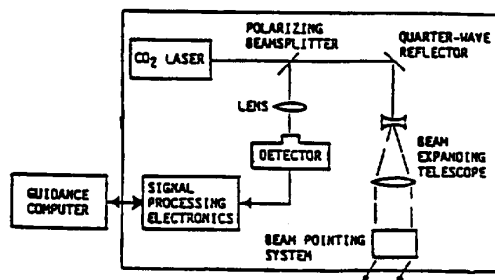 POLARIZING
BEAMSPLITTER
QUARTER-WAVE
REFLECTOR
CO₂ LASER
LENS
DETECTOR
BEAM
EXPANDING
TELESCOPE
GUIDANCE
COMPUTER
SIGNAL
PROCESSING
ELECTRONICS
BEAM POINTING
SYSTEM